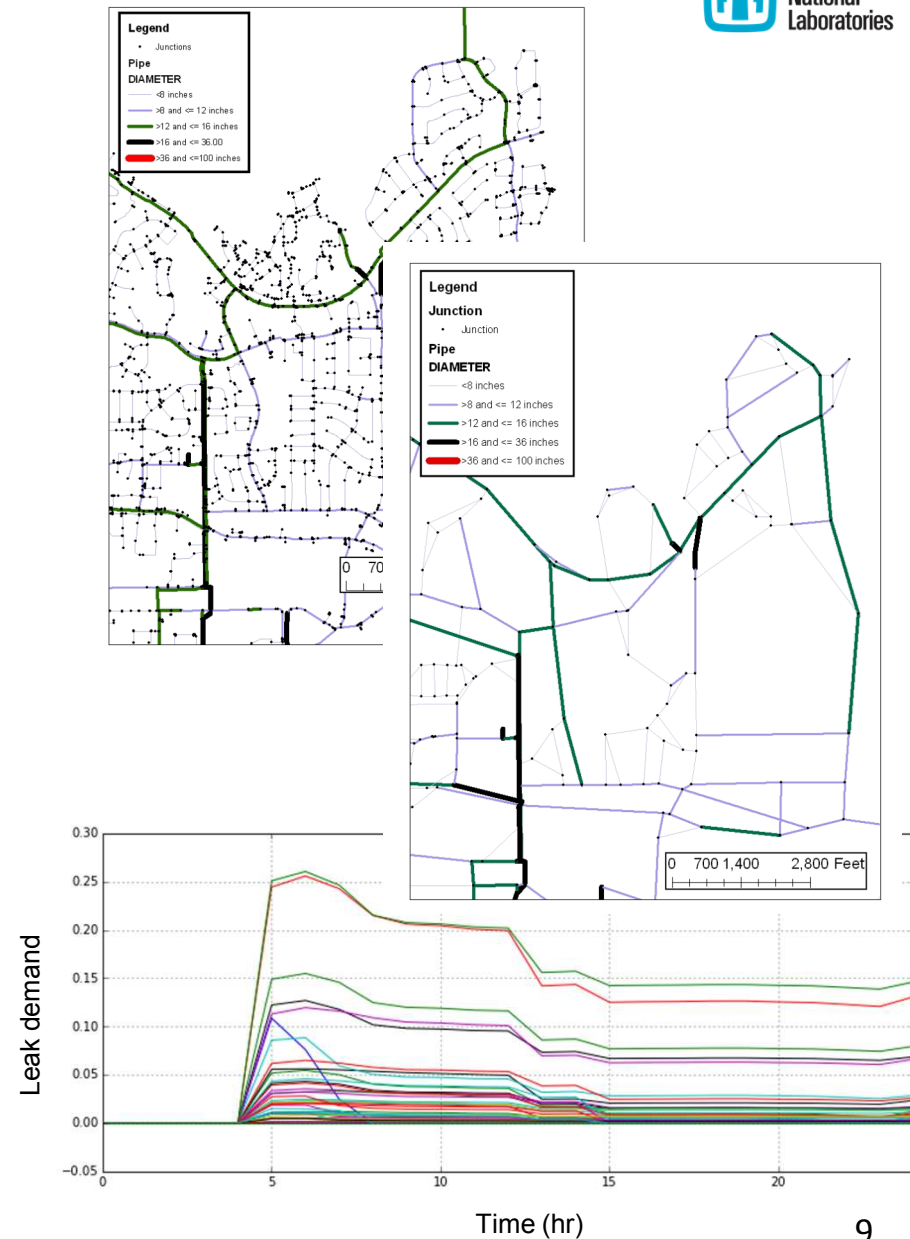 National
Laboratories
Legend
Junctions
Pipe
DIAMETER
<8 inches
>8 and <= 12 inches
>12 and <= 16 inches
>16 and <= 36.00
>36 and <=100 inches
0 70
Legend
Junction
Junction
Pipe
DIAMETER
<8 inches
>8 and <= 12 inches
>12 and <= 16 inches
>16 and <= 36 inches
>36 and <= 100 inches
0 700 1,400 2,800 Feet
0.30
0.25
0.20
0.15
0.10
0.05
0.00
−0.05
Leak demand
0 5 10 15 20
Time (hr)
9